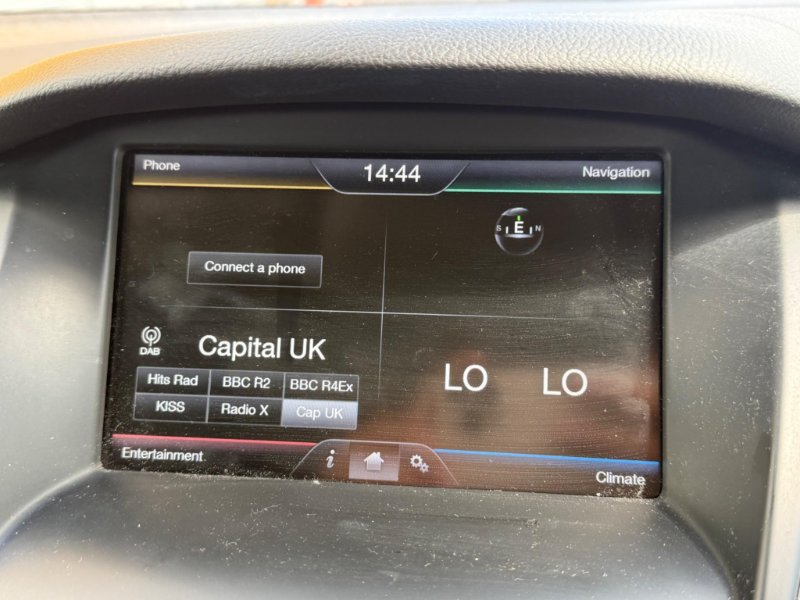 Phone
14:44
Navigation
S E N
Connect a phone
DAB
Capital UK
Hits Rad BBC R2 BBC R4Ex
KISS Radio X Cap UK
LO LO
Entertainment
i
Climate